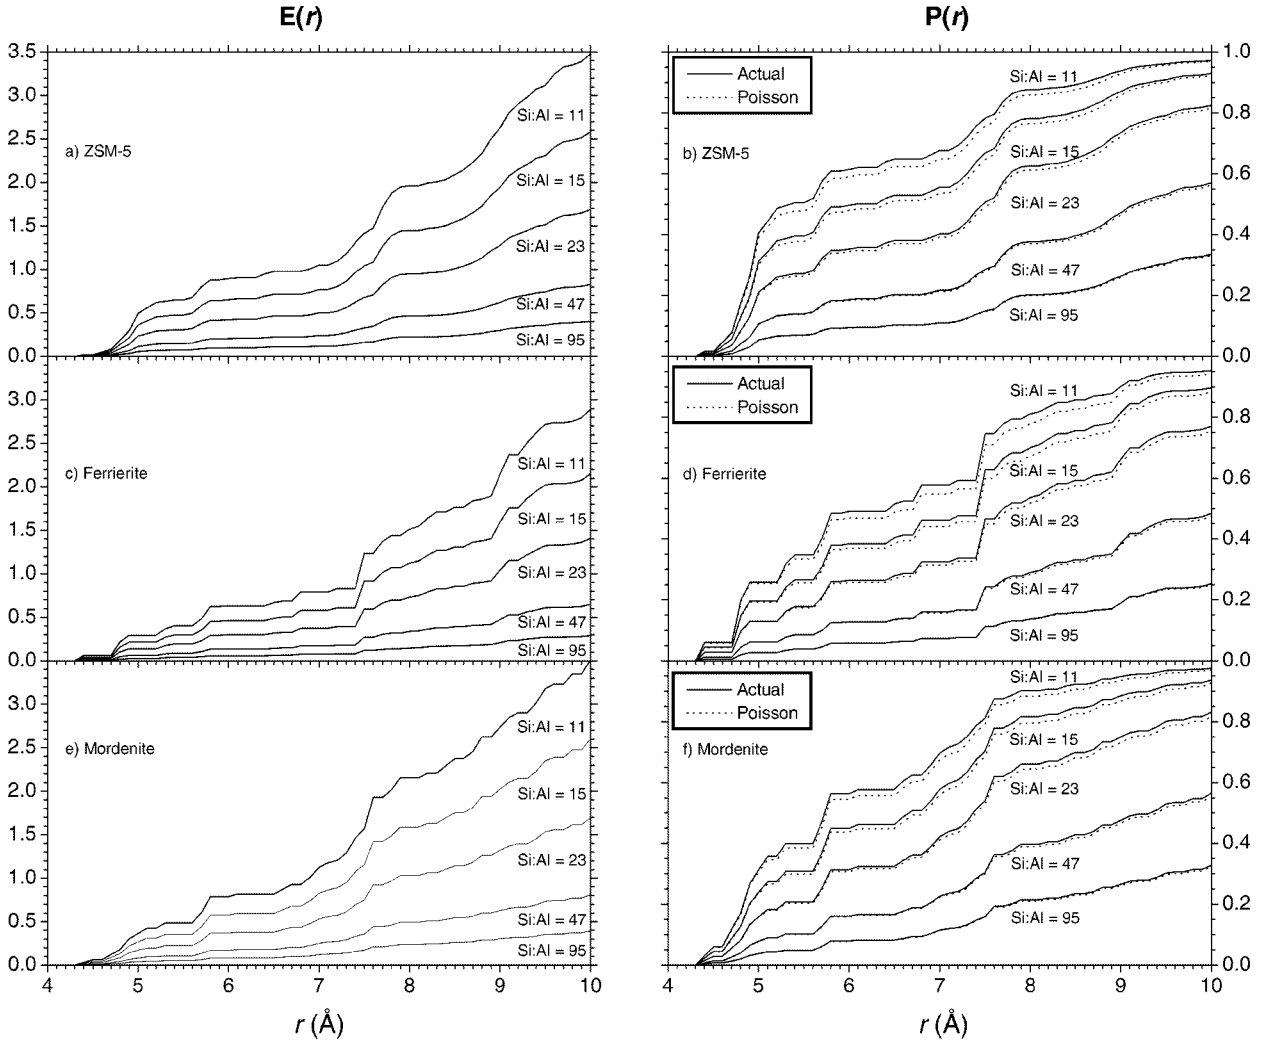 E(r) P(r)
3.5
3.0
2.5
2.0
1.5
1.0
0.5
0.0
a) ZSM-5
Si:Al = 11
Si:Al = 15
Si:Al = 23
Si:Al = 47
Si:Al = 95
Actual
Poisson
b) ZSM-5
Si:Al = 11
Si:Al = 15
Si:Al = 23
Si:Al = 47
Si:Al = 95
1.0
0.8
0.6
0.4
0.2
0.0
3.0
2.5
2.0
1.5
1.0
0.5
0.0
c) Ferrierite
Si:Al = 11
Si:Al = 15
Si:Al = 23
Si:Al = 47
Si:Al = 95
Actual
Poisson
d) Ferrierite
Si:Al = 11
Si:Al = 15
Si:Al = 23
Si:Al = 47
Si:Al = 95
0.8
0.6
0.4
0.2
0.0
3.0
2.5
2.0
1.5
1.0
0.5
0.0
e) Mordenite
Si:Al = 11
Si:Al = 15
Si:Al = 23
Si:Al = 47
Si:Al = 95
4 5 6 7 8 9 10
r (Å)
Actual
Poisson
f) Mordenite
Si:Al = 11
Si:Al = 15
Si:Al = 23
Si:Al = 47
Si:Al = 95
0.8
0.6
0.4
0.2
0.0
4 5 6 7 8 9 10
r (Å)